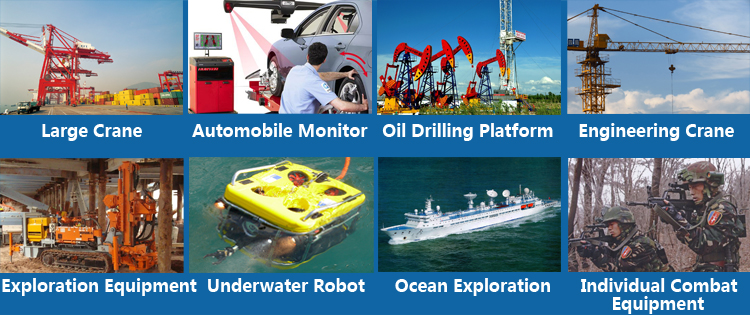 Large Crane
Automobile Monitor
Oil Drilling Platform
Engineering Crane
Exploration Equipment
Underwater Robot
Ocean Exploration
Individual Combat
Equipment